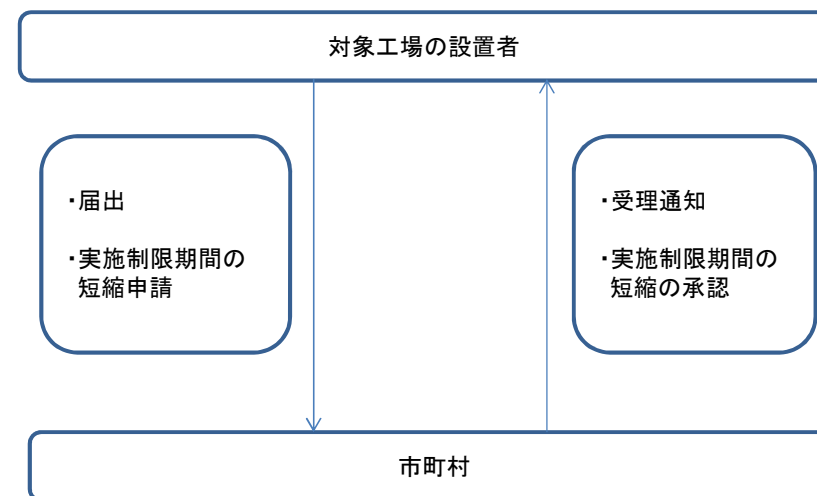 対象工場の設置者
・届出
・実施制限期間の
短縮申請
・受理通知
・実施制限期間の
短縮の承認
市町村